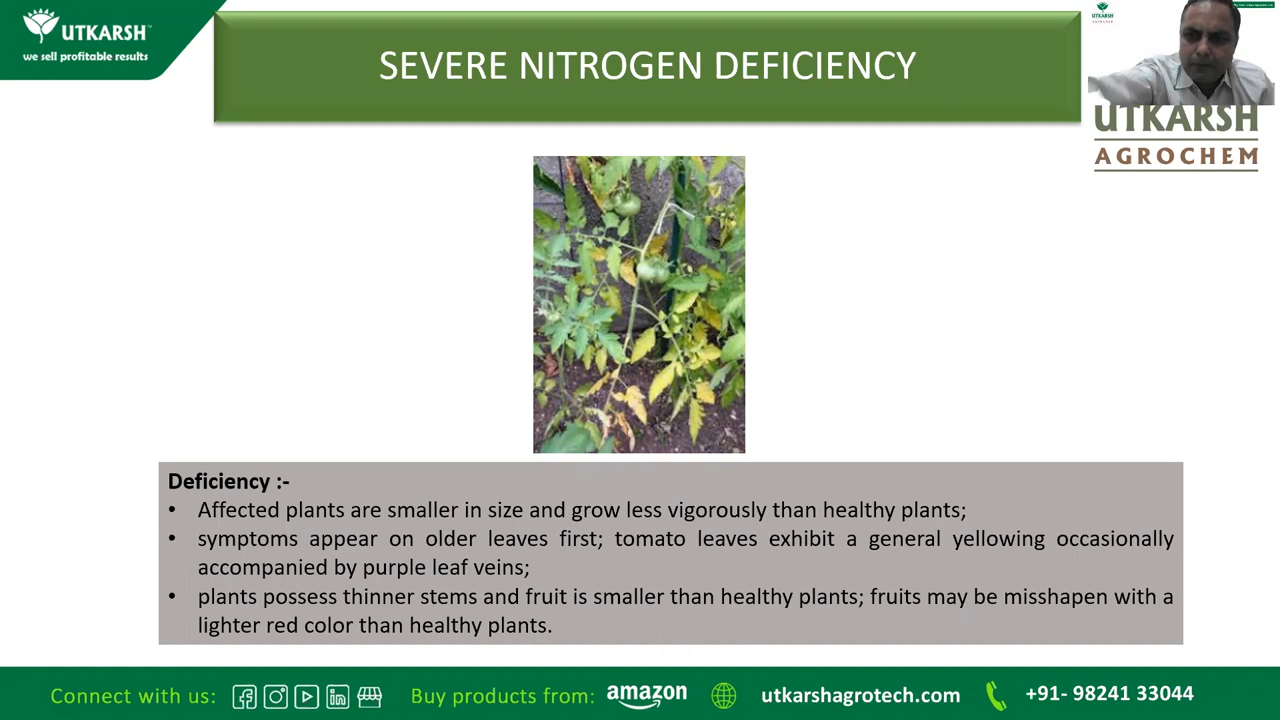 UTKARSH
we sell profitable results
SEVERE NITROGEN DEFICIENCY
UTKARSH
AGROCHEM
Deficiency :-
• Affected plants are smaller in size and grow less vigorously than healthy plants;
• symptoms appear on older leaves first; tomato leaves exhibit a general yellowing occasionally
accompanied by purple leaf veins;
• plants possess thinner stems and fruit is smaller than healthy plants; fruits may be misshapen with a
lighter red color than healthy plants.
Connect with us:
Buy products from: amazon
utkarshagrotech.com
+91- 98241 33044